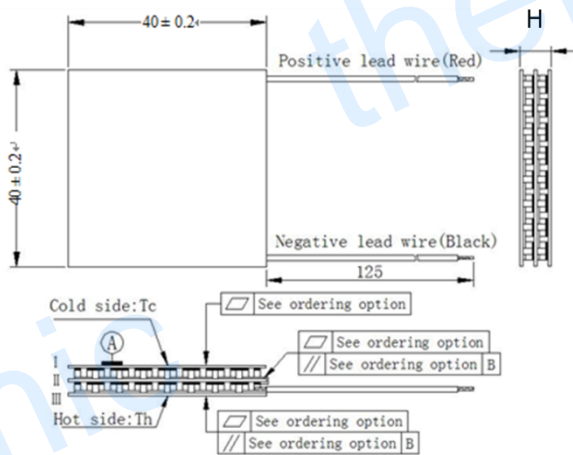 40±0.2
H
Positive lead wire(Red)
40±0.2
Negative lead wire(Black)
125
Cold side:Tc
See ordering option
A
See ordering option
// See ordering option B
I
II
III
Hot side:Th
See ordering option
// See ordering option B